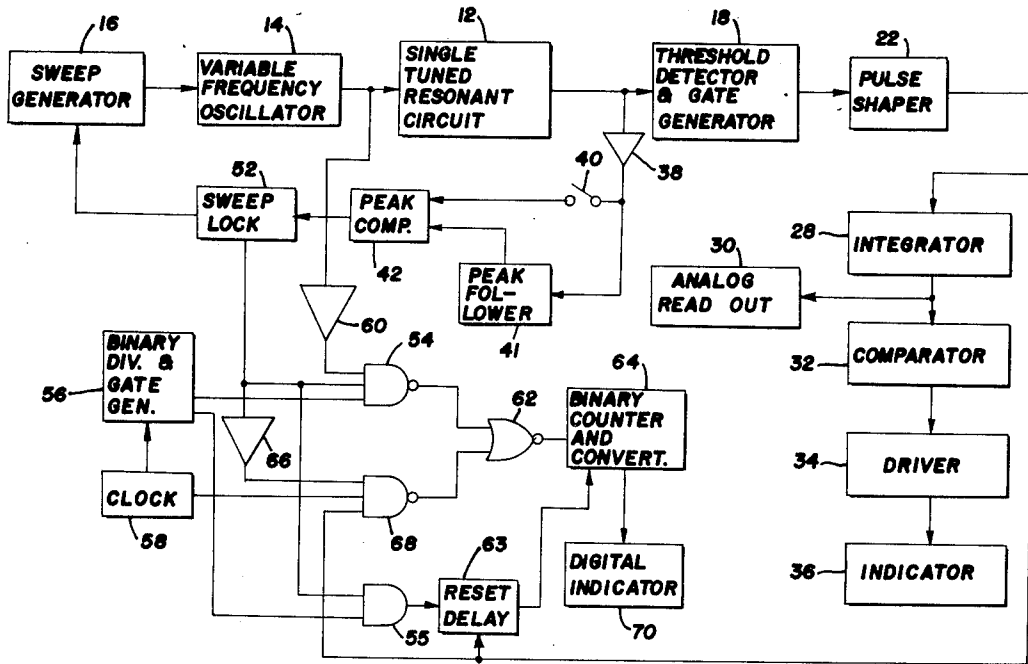 16
SWEEP
GENERATOR
14
VARIABLE
FREQUENCY
OSCILLATOR
12
SINGLE
TUNED
RESONANT
CIRCUIT
18
THRESHOLD
DETECTOR
& GATE
GENERATOR
22
PULSE
SHAPER
38
40
52
SWEEP
LOCK
PEAK
COMP.
42
PEAK
FOL-
LOWER
41
28
INTEGRATOR
30
ANALOG
READ OUT
32
COMPARATOR
34
DRIVER
36
INDICATOR
60
54
56
BINARY
DIV. &
GATE
GEN.
66
CLOCK
58
62
64
BINARY
COUNTER
AND
CONVERT.
68
63
RESET
DELAY
55
DIGITAL
INDICATOR
70